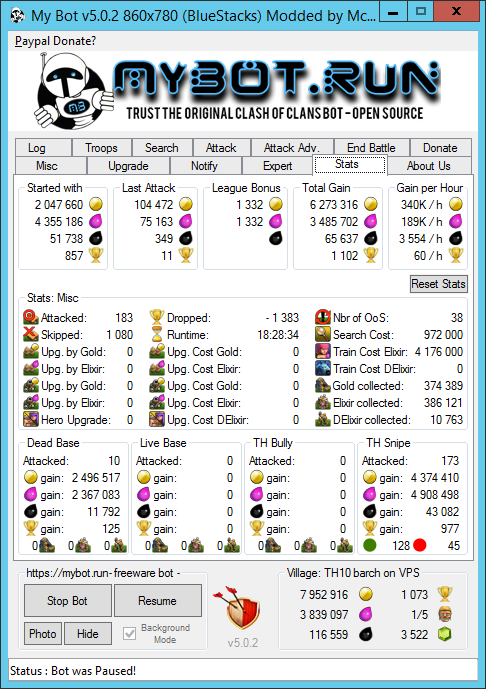 My Bot v5.0.2 860x780 (BlueStacks) Modded by Mc...
Paypal Donate?
MB
MYBOT.RUN
TRUST THE ORIGINAL CLASH OF CLANS BOT - OPEN SOURCE
Log Troops Search Attack Attack Adv. End Battle Donate
Misc Upgrade Notify Expert Stats About Us
Started with Last Attack League Bonus Total Gain Gain per Hour
2 047 660 104 472 1 332 6 273 316 340K / h
4 355 186 75 163 1 332 3 485 702 189K / h
51 738 349 65 637 3 554 / h
857 11 1 102 60 / h
Reset Stats
Stats: Misc
Attacked: 183 Dropped: - 1 383 Nbr of OoS: 38
Skipped: 1 080 Runtime: 18:28:34 Search Cost: 972 000
Upg. by Gold: 0 Upg. Cost Gold: 0 Train Cost Elixir: 4 176 000
Upg. by Elixir: 0 Upg. Cost Elixir: 0 Train Cost DElixir: 0
Upg. by Gold: 0 Upg. Cost Gold: 0 Gold collected: 374 389
Upg. by Elixir: 0 Upg. Cost Elixir: 0 Elixir collected: 386 121
Hero Upgrade: 0 Upg. Cost DElixir: 0 DElixir collected: 10 763
Dead Base Live Base TH Bully TH Snipe
Attacked: 10 Attacked: 0 Attacked: 0 Attacked: 173
gain: 2 496 517 gain: 0 gain: 0 gain: 4 374 410
gain: 2 367 083 gain: 0 gain: 0 gain: 4 908 498
gain: 11 792 gain: 0 gain: 0 gain: 43 082
gain: 125 gain: 0 gain: 0 gain: 977
0 0 0 0 0 0 0 0 0 128 45
https://mybot.run- freeware bot - Village: TH10 barch on VPS
Stop Bot Resume 7 952 916 1 073
3 839 097 1/5
Photo Hide Background Mode v5.0.2 116 559 3 522
Status : Bot was Paused!